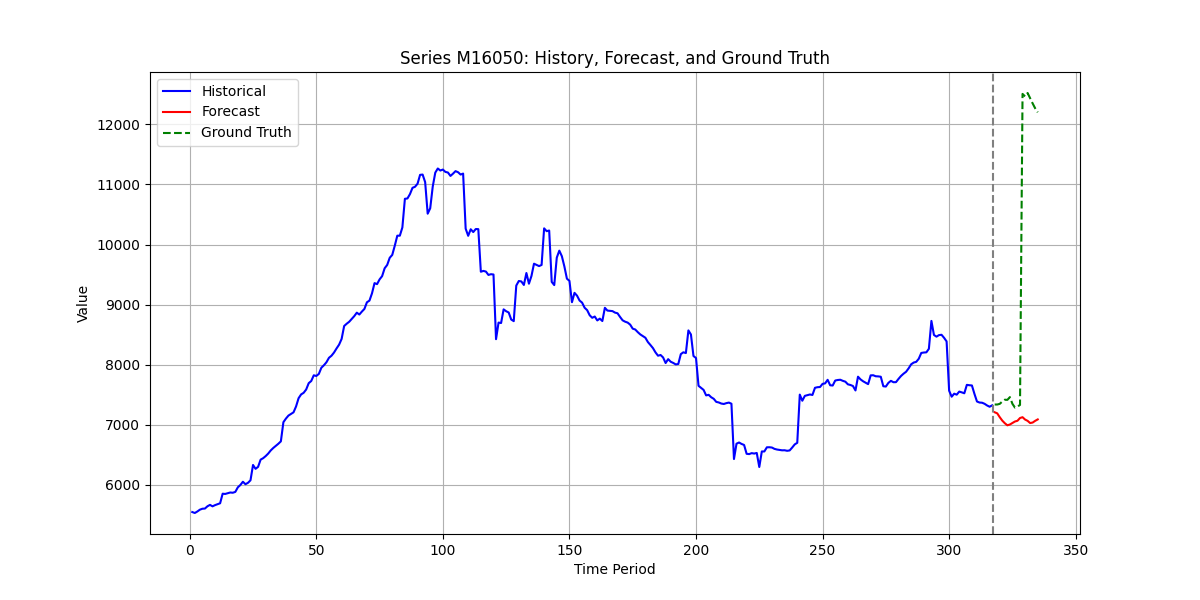 Series M16050: History, Forecast, and Ground Truth
Historical
Forecast
Ground Truth
12000
11000
10000
9000
8000
7000
6000
Value
0 50 100 150 200 250 300 350
Time Period